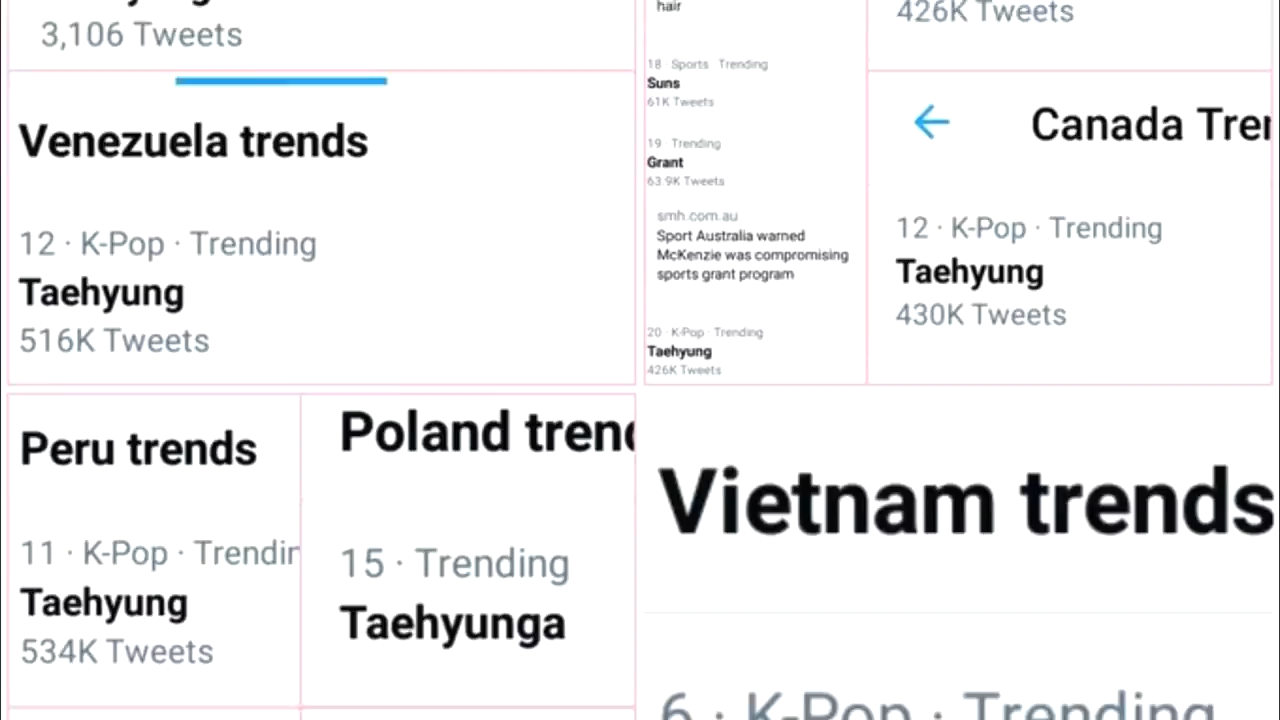 3,106 Tweets
Venezuela trends
12 · K-Pop · Trending
Taehyung
516K Tweets
hair
18 · Sports · Trending
Suns
61K Tweets
19 · Trending
Grant
63.9K Tweets
smh.com.au
Sport Australia warned
McKenzie was compromising
sports grant program
20 · K-Pop · Trending
Taehyung
426K Tweets
426K Tweets
Canada Tren
12 · K-Pop · Trending
Taehyung
430K Tweets
Peru trends
11 · K-Pop · Trendin
Taehyung
534K Tweets
Poland trend
15 · Trending
Taehyunga
Vietnam trends
6 · K-Pop · Trending